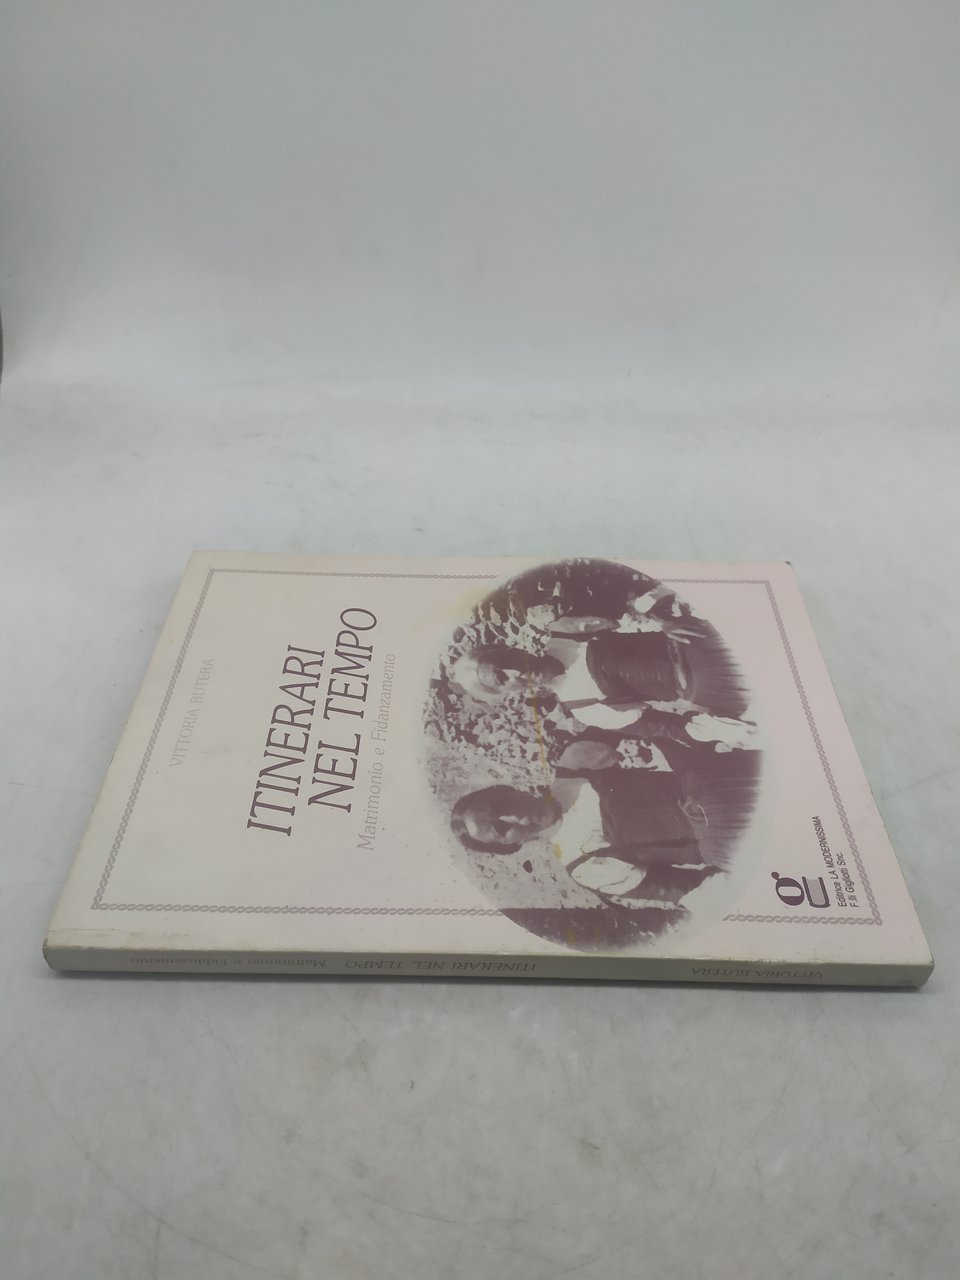 VITTORIA BUTERA
ITINERARI
NEL TEMPO
Matrimonio e Fidanzamento
g
Editrice LA MODERNISSIMA
F.lli Gigliotti Snc.
VITTORIA BUTERA
ITINERARI NEL TEMPO - Matrimonio e Fidanzamento